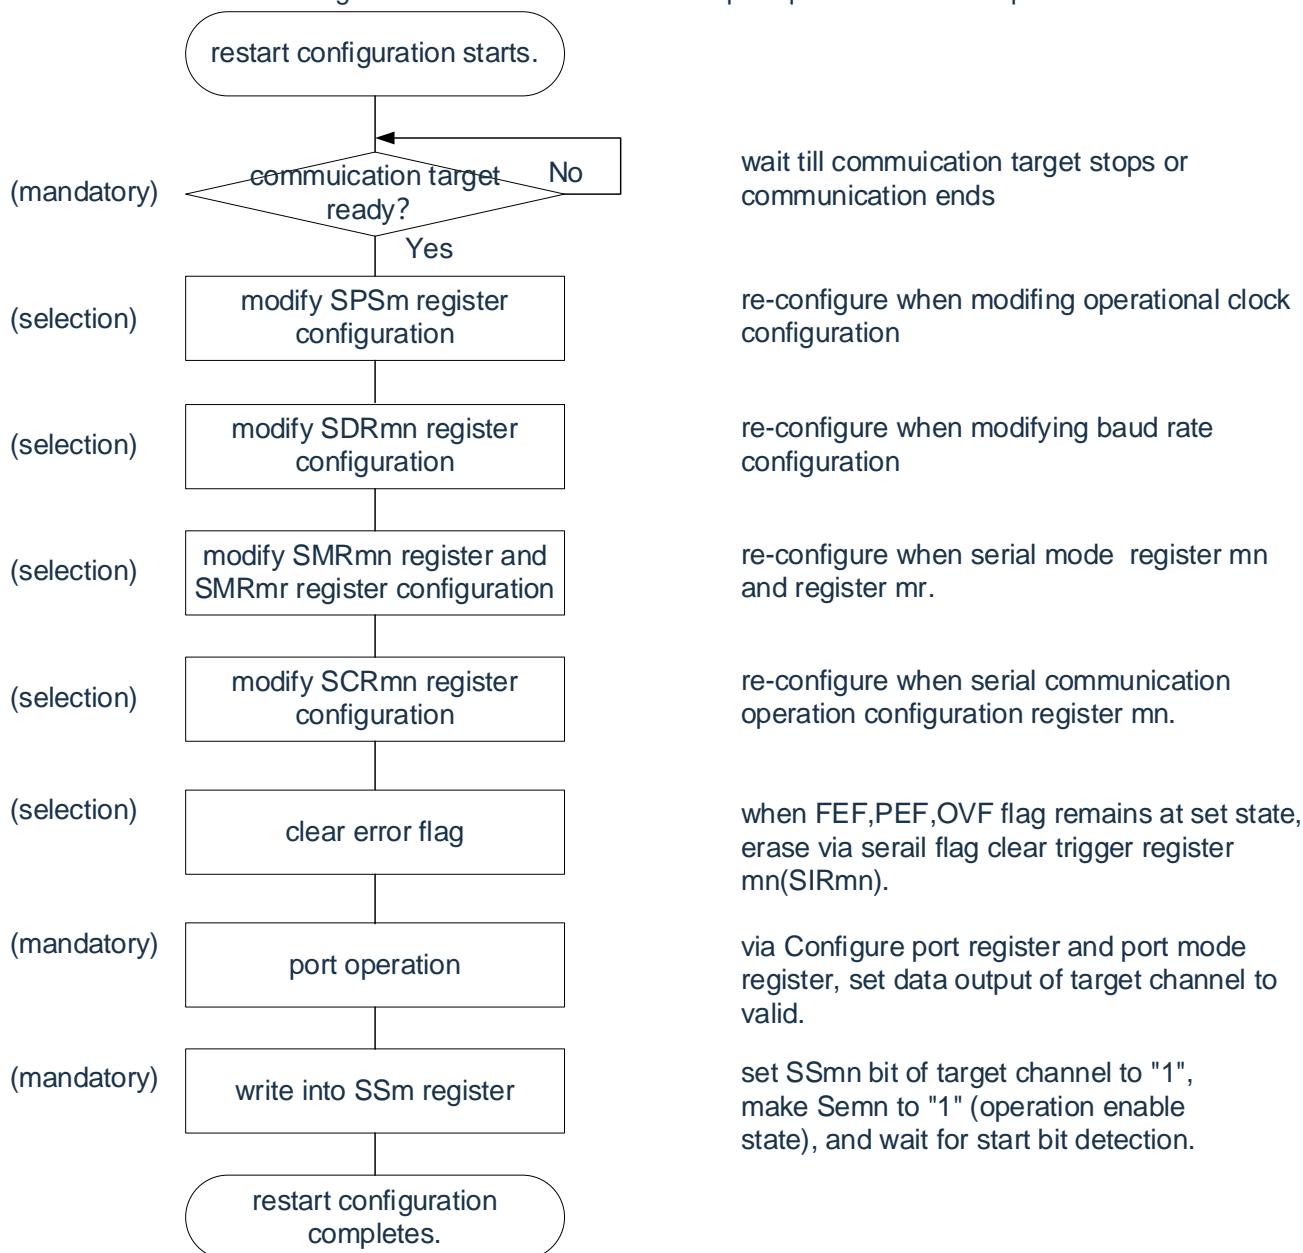 restart configuration starts.
(mandatory)
commuication target
ready?
No
wait till commuication target stops or
communication ends
Yes
(selection)
modify SPSm register
configuration
re-configure when modifing operational clock
configuration
(selection)
modify SDRmn register
configuration
re-configure when modifying baud rate
configuration
(selection)
modify SMRmn register and
SMRmr register configuration
re-configure when serial mode  register mn
and register mr.
(selection)
modify SCRmn register
configuration
re-configure when serial communication
operation configuration register mn.
(selection)
clear error flag
when FEF,PEF,OVF flag remains at set state,
erase via serail flag clear trigger register
mn(SIRmn).
(mandatory)
port operation
via Configure port register and port mode
register, set data output of target channel to
valid.
(mandatory)
write into SSm register
set SSmn bit of target channel to "1",
make Semn to "1" (operation enable
state), and wait for start bit detection.
restart configuration
completes.